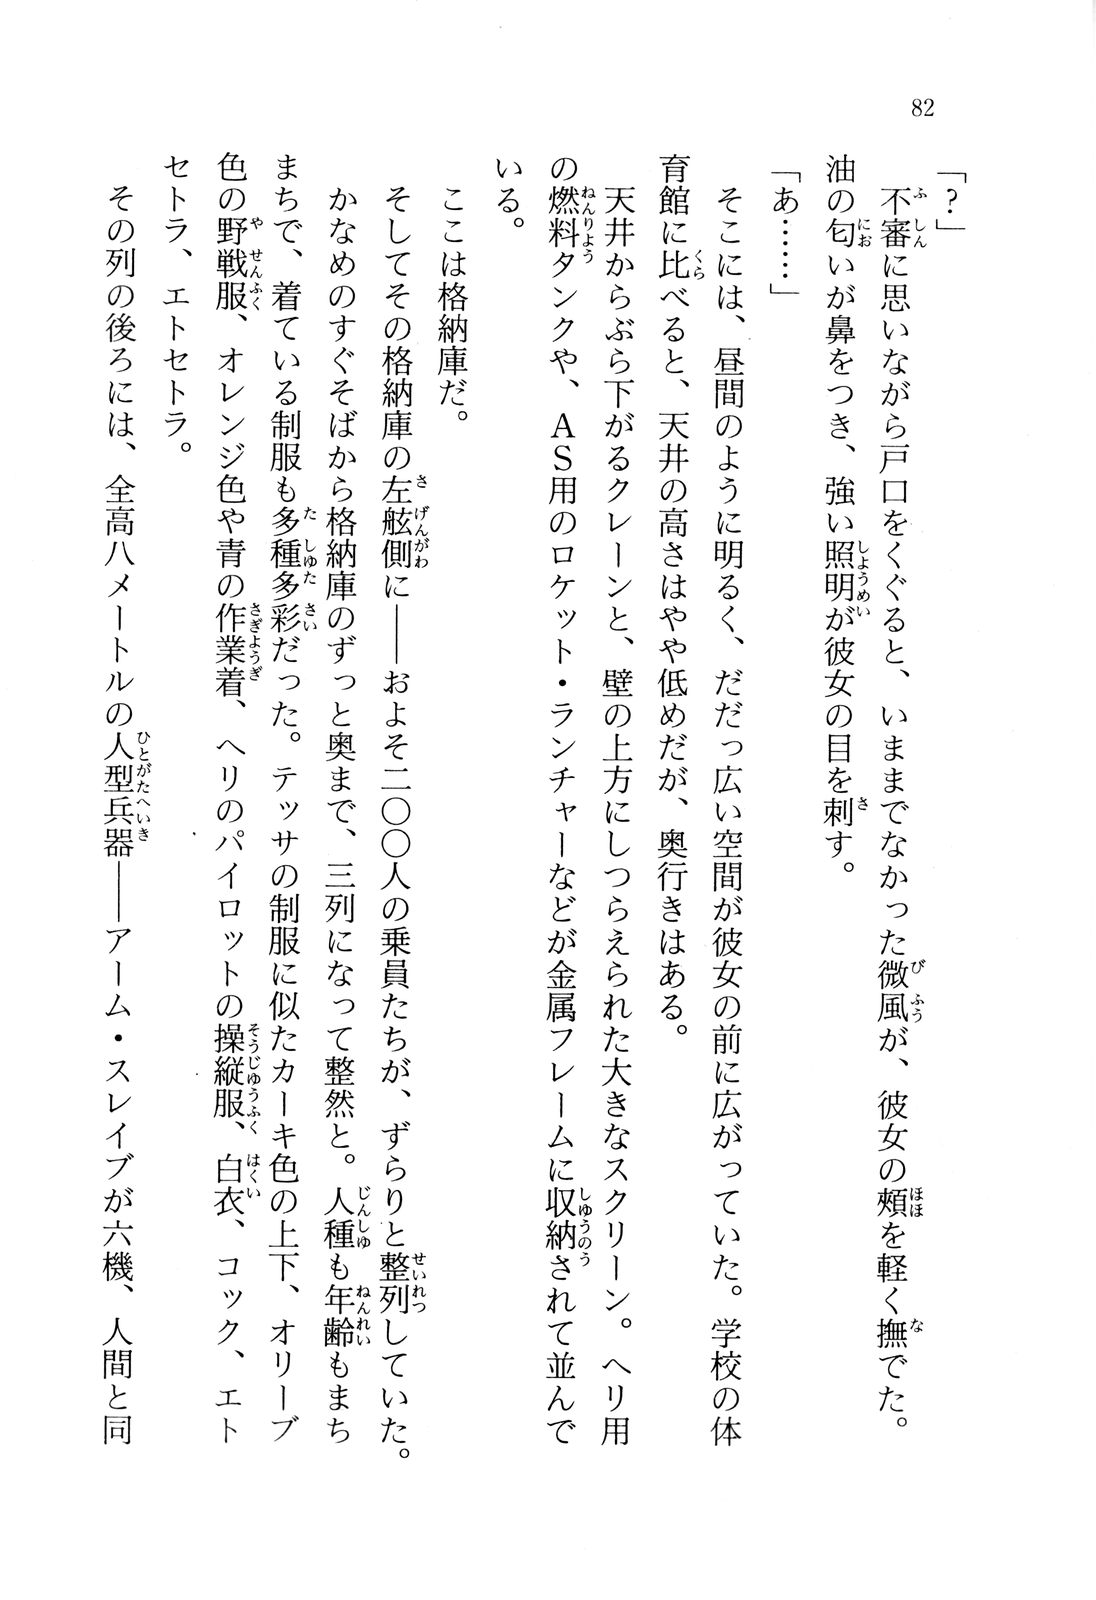 82
「？」
不審に思いながら戸口をくぐると、いままでなかった微風が、彼女の頬を軽く撫でた。
油の匂いが鼻をつき、強い照明が彼女の目を刺す。
「あ……」
そこには、昼間のように明るく、だだっ広い空間が彼女の前に広がっていた。学校の体
育館に比べると、天井の高さはやや低めだが、奥行きはある。
天井からぶら下がるクレーンと、壁の上方にしつらえられた大きなスクリーン。ヘリ用
の燃料タンクや、ＡＳ用のロケット・ランチャーなどが金属フレームに収納されて並んで
いる。
ここは格納庫だ。
そしてその格納庫の左舷側に――およそ二〇〇人の乗員たちが、ずらりと整列していた。
かなめのすぐそばから格納庫のずっと奥まで、三列になって整然と。人種も年齢もまち
まちで、着ている制服も多種多彩だった。テッサの制服に似たカーキ色の上下、オリーブ
色の野戦服、オレンジ色や青の作業着、ヘリのパイロットの操縦服、白衣、コック、エト
セトラ、エトセトラ。
その列の後ろには、全高八メートルの人型兵器――アーム・スレイブが六機、人間と同